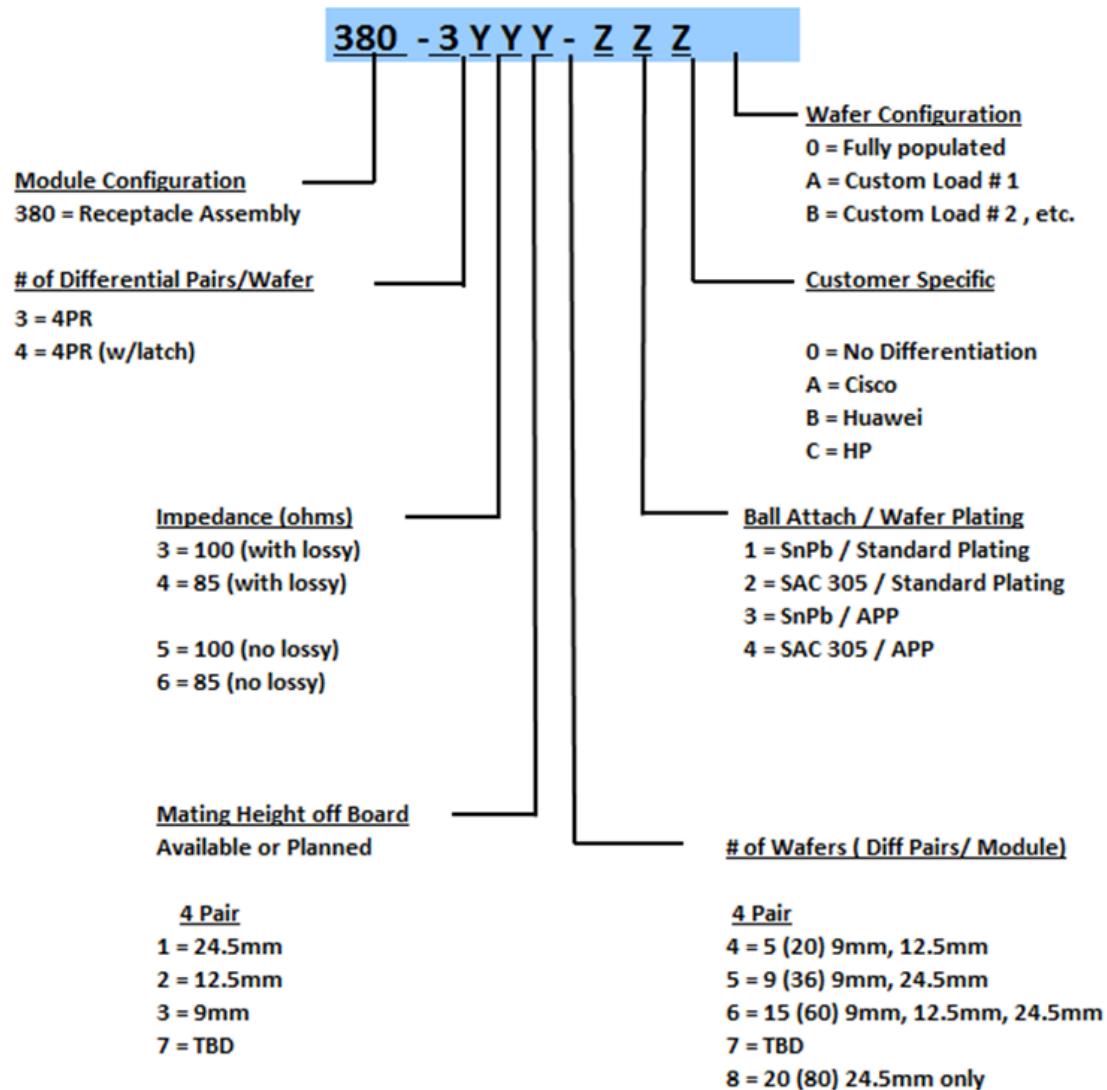 380 - 3 Y Y Y - Z Z Z
Wafer Configuration
0 = Fully populated
A = Custom Load # 1
B = Custom Load # 2 , etc.
Module Configuration
380 = Receptacle Assembly
# of Differential Pairs/Wafer
3 = 4PR
4 = 4PR (w/latch)
Customer Specific
0 = No Differentiation
A = Cisco
B = Huawei
C = HP
Impedance (ohms)
3 = 100 (with lossy)
4 = 85 (with lossy)
5 = 100 (no lossy)
6 = 85 (no lossy)
Ball Attach / Wafer Plating
1 = SnPb / Standard Plating
2 = SAC 305 / Standard Plating
3 = SnPb / APP
4 = SAC 305 / APP
Mating Height off Board
Available or Planned
4 Pair
1 = 24.5mm
2 = 12.5mm
3 = 9mm
7 = TBD
# of Wafers ( Diff Pairs/ Module)
4 Pair
4 = 5 (20) 9mm, 12.5mm
5 = 9 (36) 9mm, 24.5mm
6 = 15 (60) 9mm, 12.5mm, 24.5mm
7 = TBD
8 = 20 (80) 24.5mm only